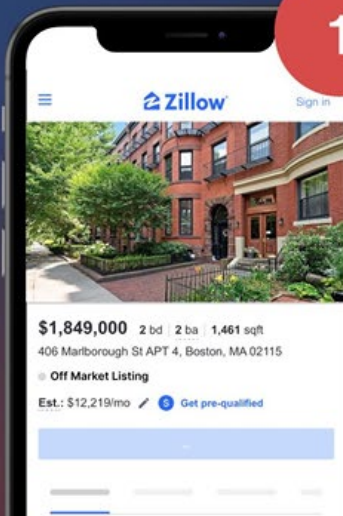 1
Zillow
Sign in
$1,849,000 2 bd 2 ba 1,461 sqft
406 Marlborough St APT 4, Boston, MA 02115
Off Market Listing
Est.: $12,219/mo S Get pre-qualified